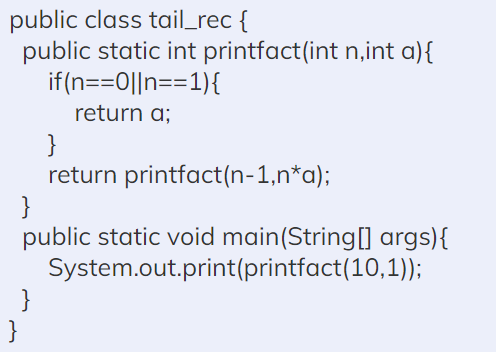 public class tail_rec {
public static int printfact(int n,int a){
if(n==0||n==1){
return a;
}
return printfact(n-1,n*a);
}
public static void main(String[] args){
System.out.print(printfact(10,1));
}
}